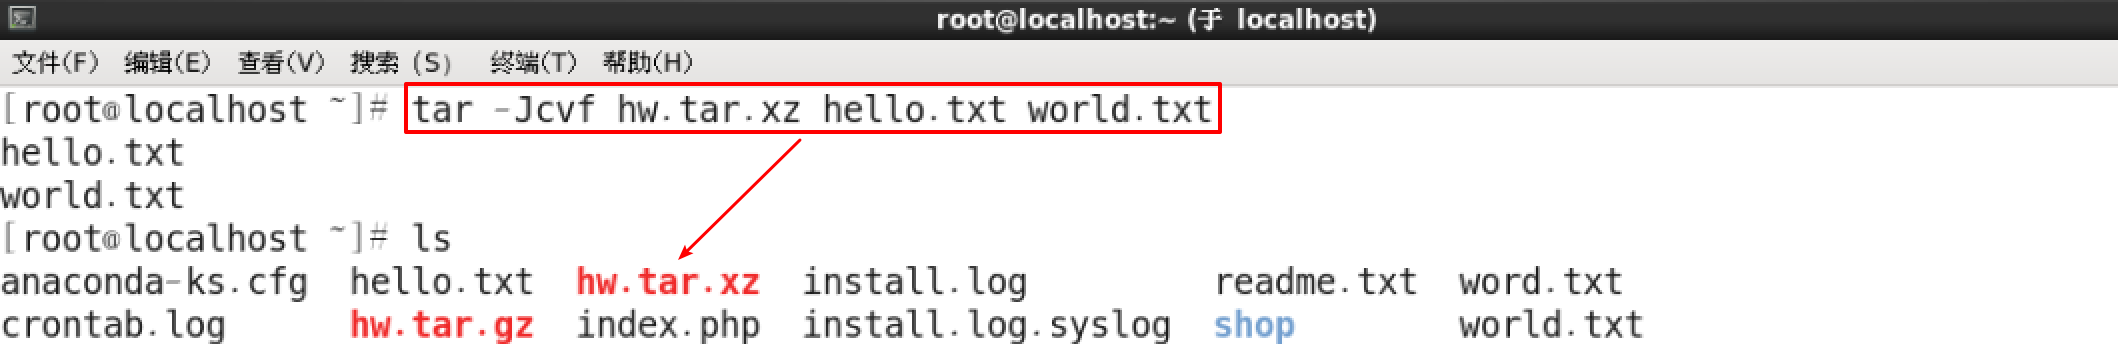 root@localhost:~ (于 localhost)
文件(F) 编辑(E) 查看(V) 搜索 (S) 终端(T) 帮助(H)
[root@localhost ~]# tar -Jcvf hw.tar.xz hello.txt world.txt
hello.txt
world.txt
[root@localhost ~]# ls
anaconda-ks.cfg hello.txt hw.tar.xz install.log readme.txt word.txt
crontab.log hw.tar.gz index.php install.log.syslog shop world.txt